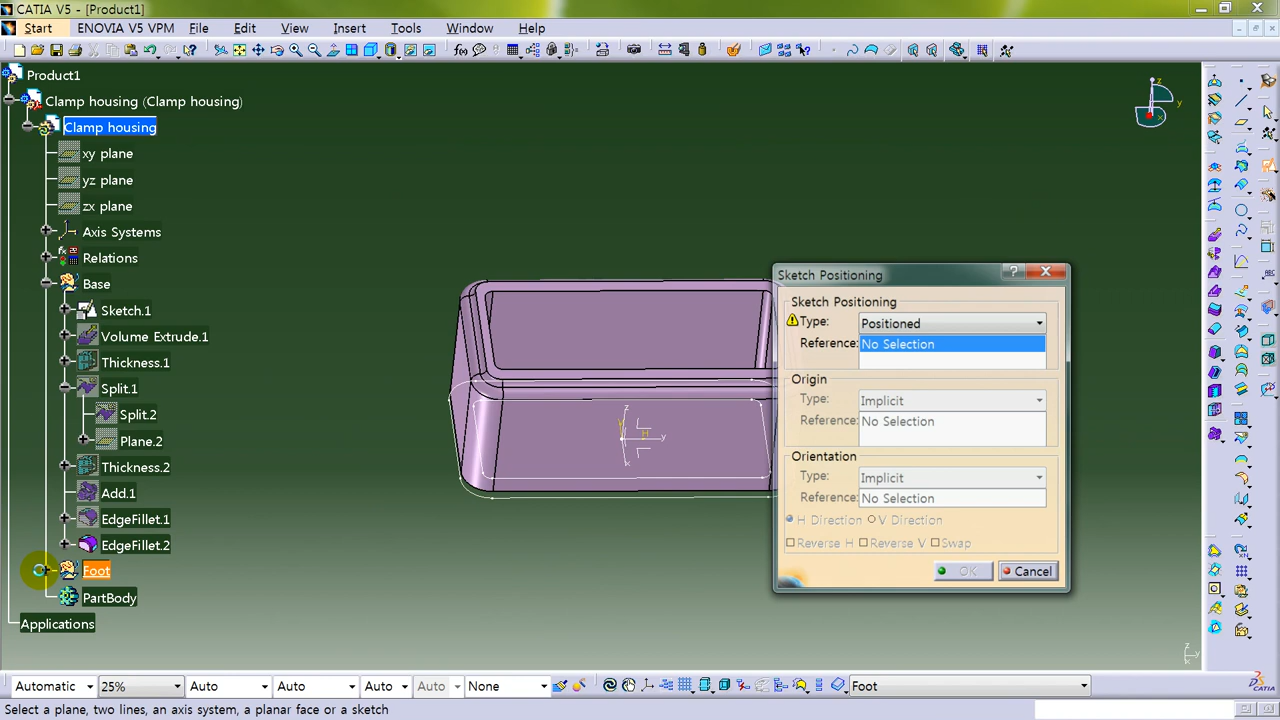 CATIA V5 - [Product1]
Start ENOVIA V5 VPM File Edit Insert Tools Window Help
View
Product1
Clamp housing (Clamp housing)
Clamp housing
xy plane
yz plane
zx plane
Axis Systems
Relations
Base
Sketch.1
Volume Extrude.1
Thickness.1
Split.1
Split.2
Plane.2
Thickness.2
Add.1
EdgeFillet.1
EdgeFillet.2
Foot
PartBody
Applications
z
y
x
z
V
H
y
x
Sketch Positioning
Sketch Positioning
Type: Positioned
Reference: No Selection
Origin
Type: Implicit
Reference: No Selection
Orientation
Type: Implicit
Reference: No Selection
H Direction V Direction
Reverse H Reverse V Swap
OK Cancel
Automatic 25% Auto Auto Auto Auto None Foot
CATIA
Select a plane, two lines, an axis system, a planar face or a sketch